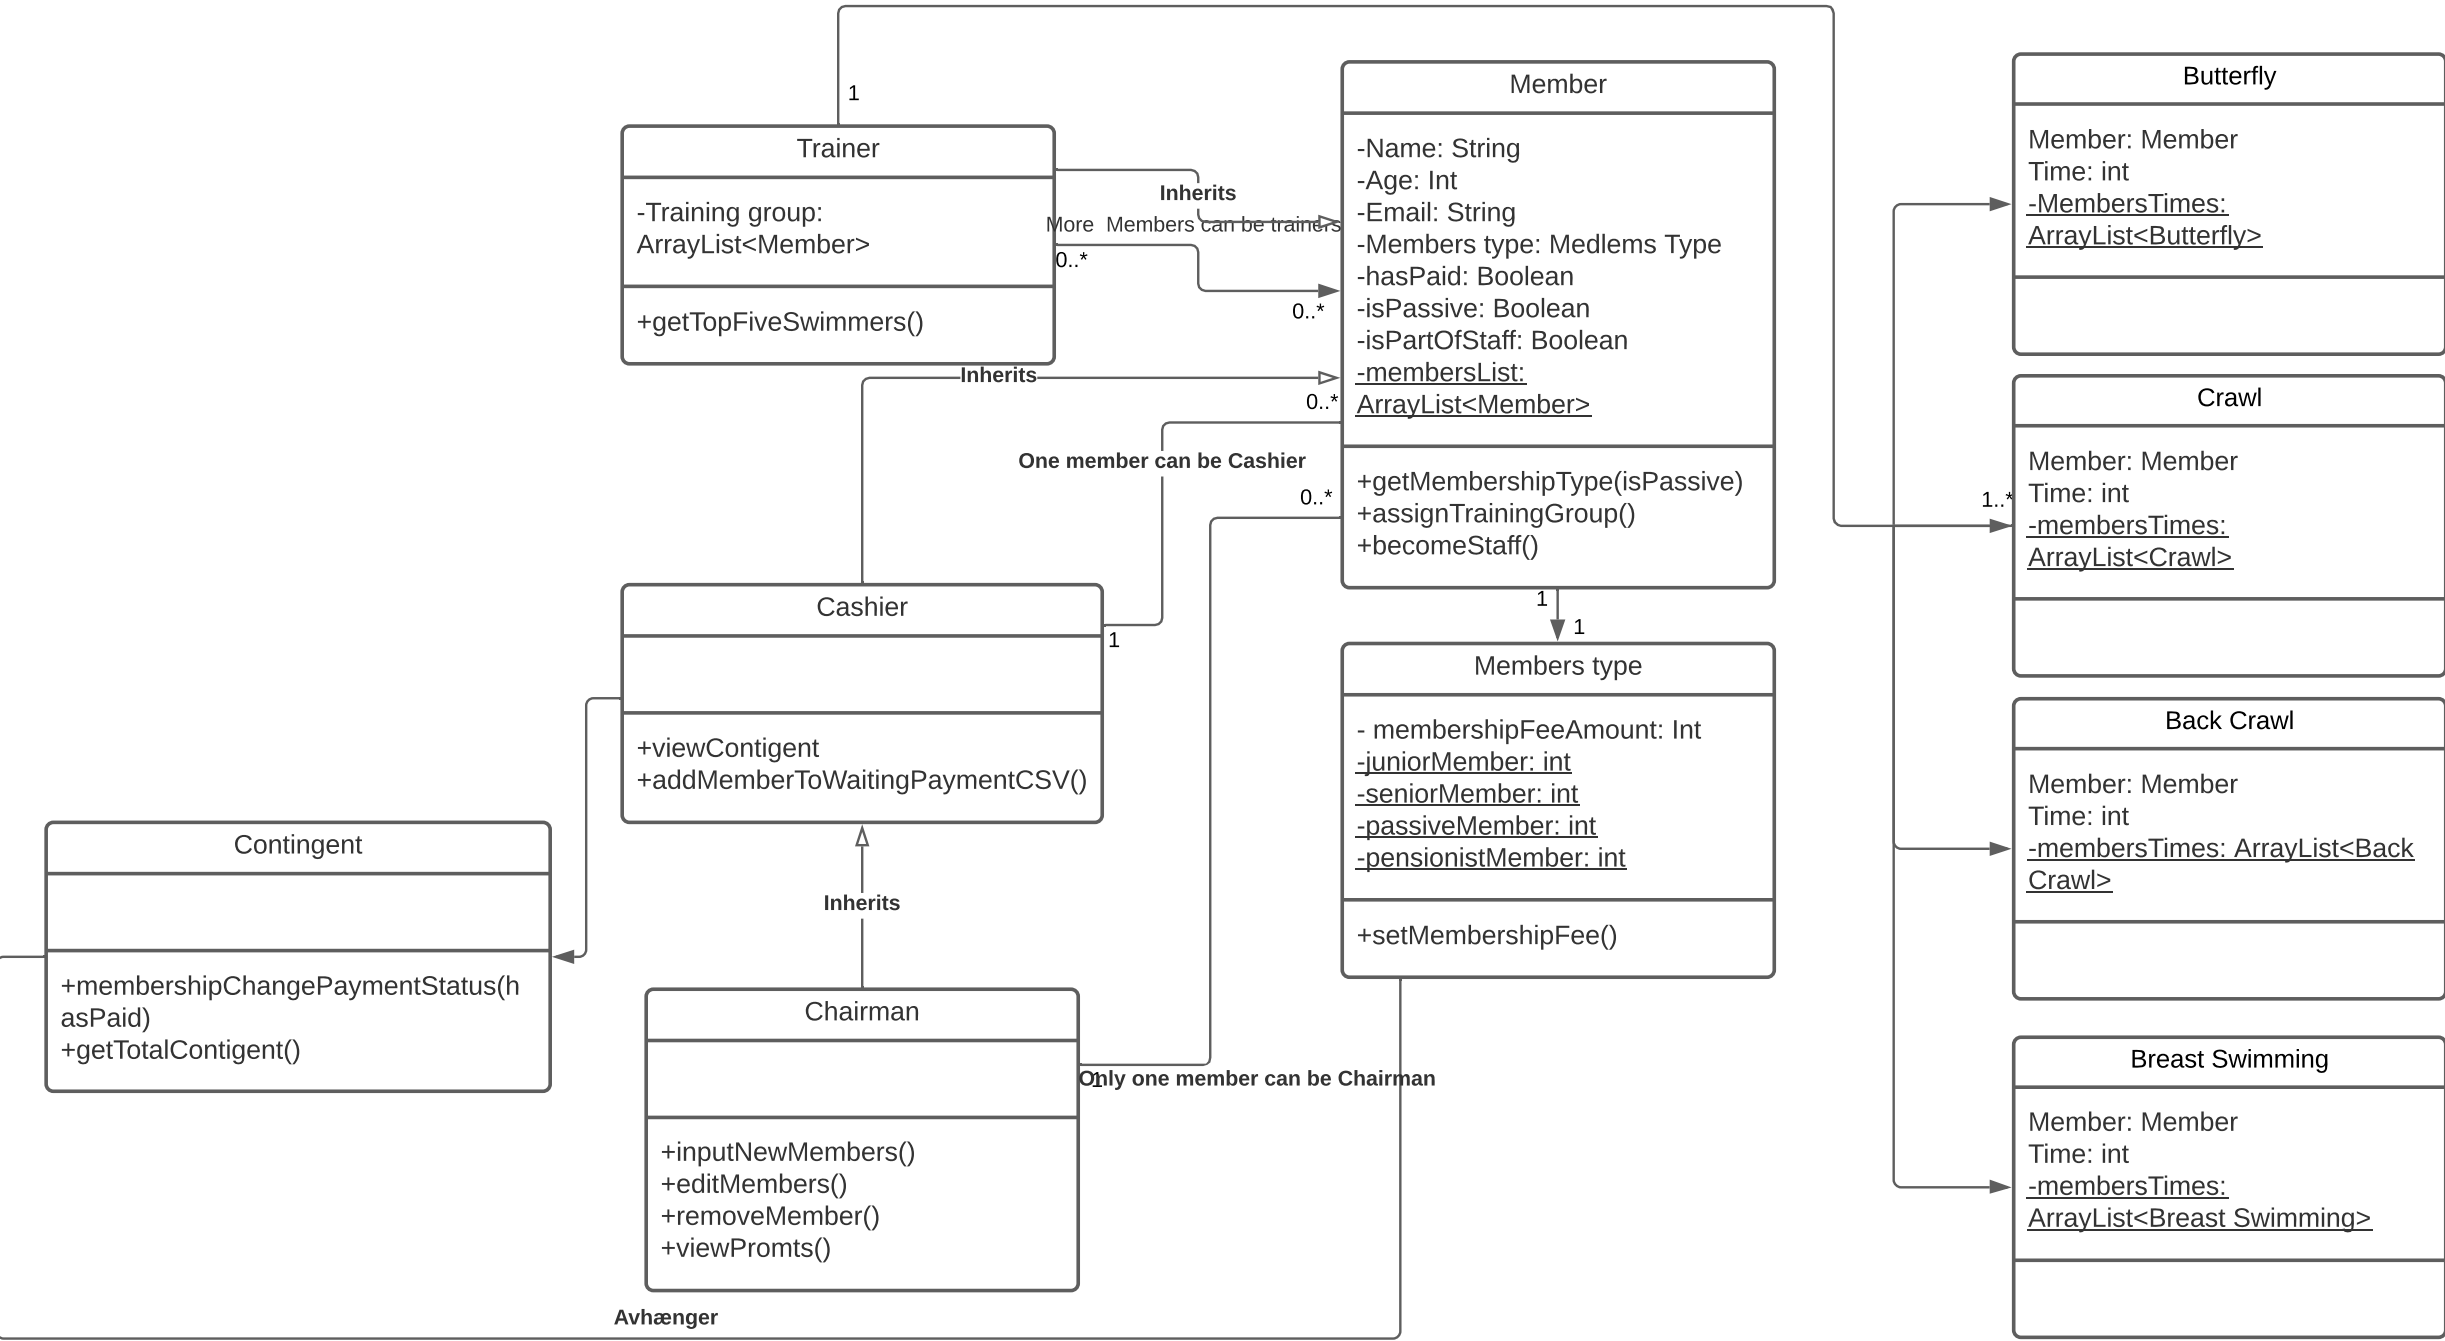 1
Trainer
-Training group:
ArrayList<Member>
+getTopFiveSwimmers()
Inherits
More  Members can be trainers
0..*
0..*
Member
-Name: String
-Age: Int
-Email: String
-Members type: Medlems Type
-hasPaid: Boolean
-isPassive: Boolean
-isPartOfStaff: Boolean
-membersList:
ArrayList<Member>
+getMembershipType(isPassive)
+assignTrainingGroup()
+becomeStaff()
Inherits
0..*
One member can be Cashier
0..*
1
1
1
Cashier
+viewContigent
+addMemberToWaitingPaymentCSV()
Members type
- membershipFeeAmount: Int
-juniorMember: int
-seniorMember: int
-passiveMember: int
-pensionistMember: int
+setMembershipFee()
Contingent
+membershipChangePaymentStatus(h
asPaid)
+getTotalContigent()
Inherits
Chairman
+inputNewMembers()
+editMembers()
+removeMember()
+viewPromts()
1
Only one member can be Chairman
Avhænger
Butterfly
Member: Member
Time: int
-MembersTimes:
ArrayList<Butterfly>
1..*
Crawl
Member: Member
Time: int
-membersTimes:
ArrayList<Crawl>
Back Crawl
Member: Member
Time: int
-membersTimes: ArrayList<Back
Crawl>
Breast Swimming
Member: Member
Time: int
-membersTimes:
ArrayList<Breast Swimming>